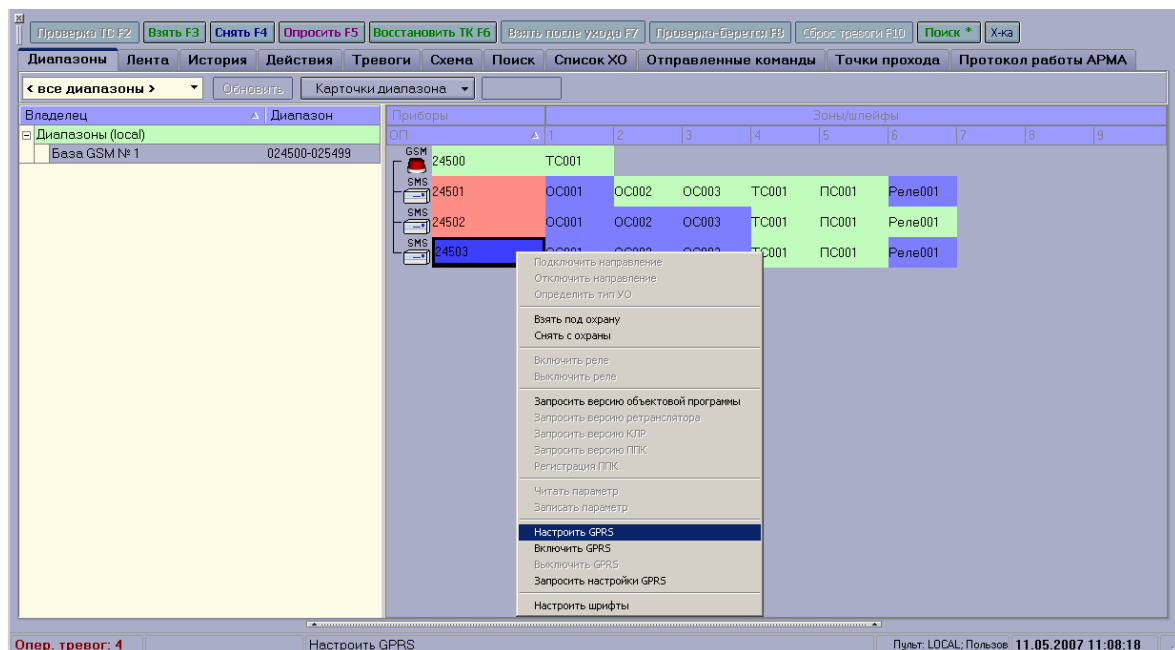 Проверка ТС F2 Взять F3 Снять F4 Опросить F5 Восстановить ТК F6 Взять после ухода F7 Проверка-берется F8 Сброс тревоги F10 Поиск * Х-ка
Диапазоны Лента История Действия Тревоги Схема Поиск Список ХО Отправленные команды Точки прохода Протокол работы АРМА
< все диапазоны > Обновить Карточки диапазона
Владелец Диапазон Приборы Зоны/шлейфы
Диапазоны (local) ОП 1 2 3 4 5 6 7 8 9
База GSM № 1 024500-025499
GSM 24500 ТС001
SMS 24501 ОС001 ОС002 ОС003 ТС001 ПС001 Реле001
SMS 24502 ОС001 ОС002 ОС003 ТС001 ПС001 Реле001
SMS 24503 ОС001 ОС002 ОС003 ТС001 ПС001 Реле001
Подключить направление
Отключить направление
Определить тип УО
Взять под охрану
Снять с охраны
Включить реле
Выключить реле
Запросить версию объектовой программы
Запросить версию ретранслятора
Запросить версию КЛР
Запросить версию ППК
Регистрация ППК
Читать параметр
Записать параметр
Настроить GPRS
Включить GPRS
Выключить GPRS
Запросить настройки GPRS
Настроить шрифты
Опер. тревог: 4 Настроить GPRS Пульт: LOCAL; Пользов 11.05.2007 11:08:18